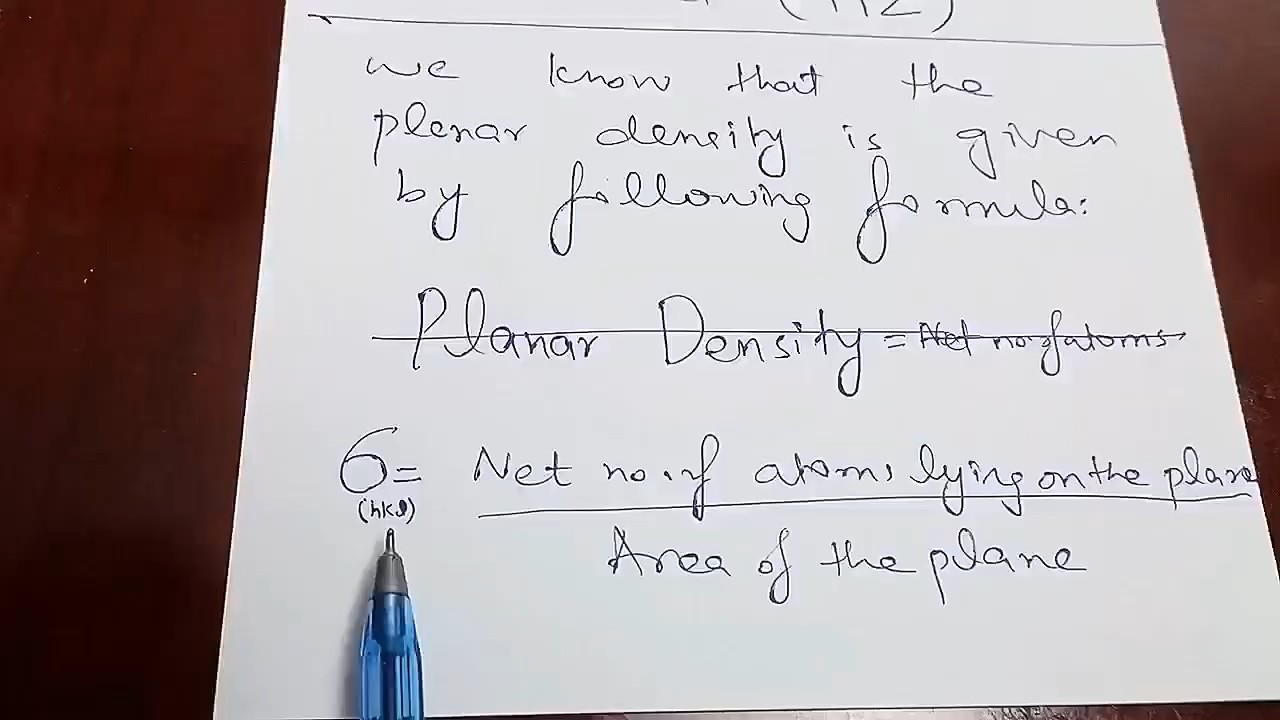 we know that the
planar density is given
by following formula:
Planar Density = Net no. of atoms
6 = Net no. of atoms lying on the plane
(hkl)
Area of the plane